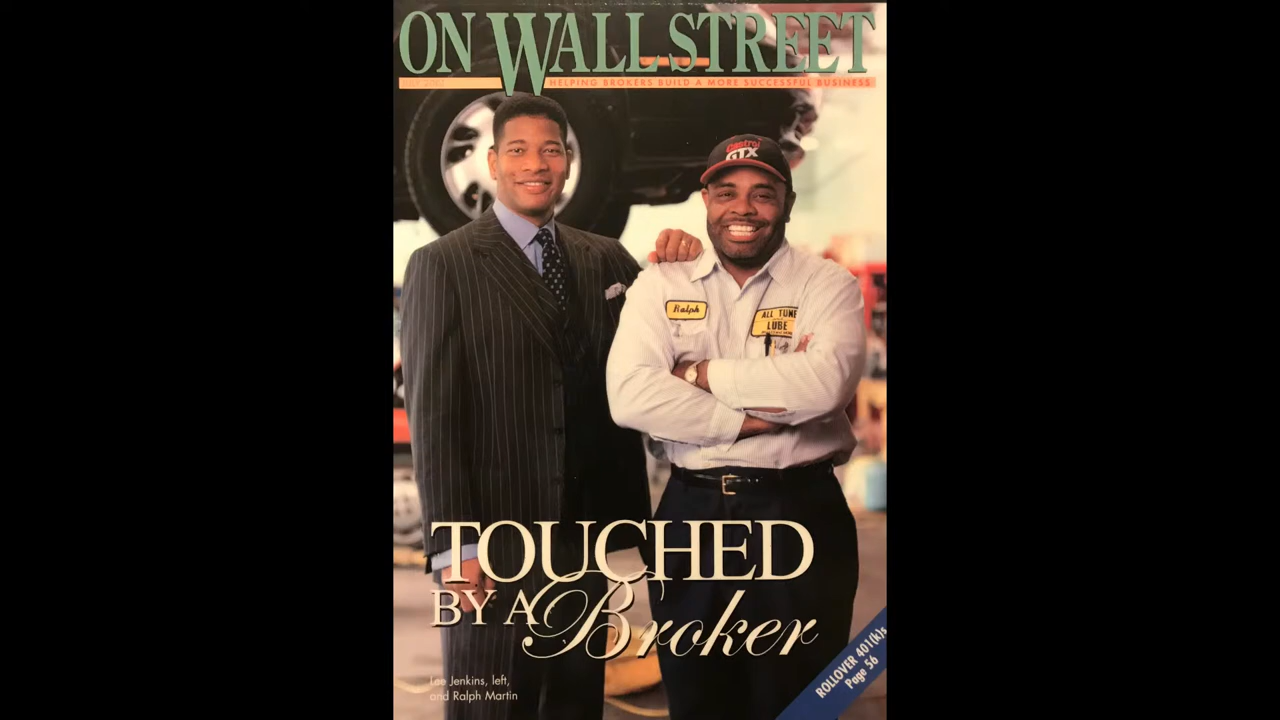 ON WALL STREET
HELPING BROKERS BUILD A MORE SUCCESSFUL BUSINESS
Castrol
GTX
Ralph
ALL TUNE
LUBE
TOUCHED
BY A Broker
Lee Jenkins, left,
and Ralph Martin
ROLLOVER 401(k)s
Page 56